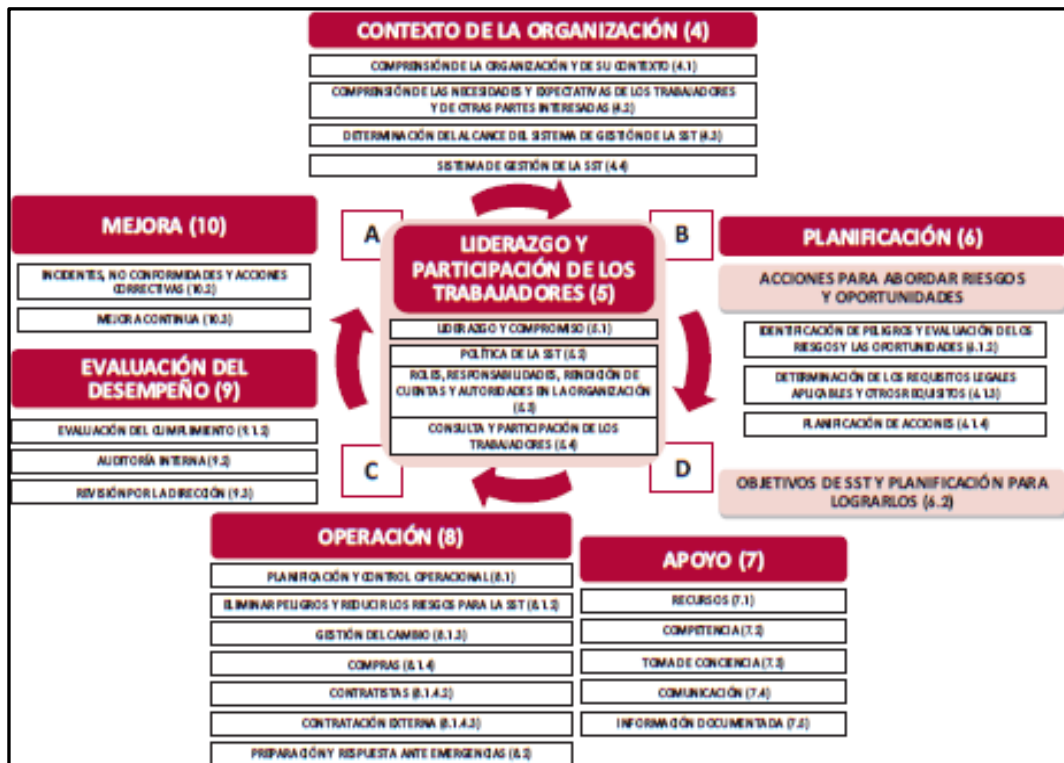 CONTEXTO DE LA ORGANIZACIÓN (4)
COMPRENSIÓN DE LA ORGANIZACIÓN Y DE SU CONTEXTO (4.1)
COMPRENSIÓN DE LAS NECESIDADES Y EXPECTATIVAS DE LOS TRABAJADORES
Y DE OTRAS PARTES INTERESADAS (4.2)
DETERMINACIÓN DEL ALCANCE DEL SISTEMA DE GESTIÓN DE LA SST (4.3)
SISTEMA DE GESTIÓN DE LA SST (4.4)
MEJORA (10)
INCIDENTES, NO CONFORMIDADES Y ACCIONES
CORRECTIVAS (10.2)
MEJORA CONTINUA (10.3)
EVALUACIÓN DEL
DESEMPEÑO (9)
EVALUACIÓN DEL CUMPLIMIENTO (9.1.2)
AUDITORÍA INTERNA (9.2)
REVISIÓN POR LA DIRECCIÓN (9.3)
A
B
C
D
LIDERAZGO Y
PARTICIPACIÓN DE LOS
TRABAJADORES (5)
LIDERAZGO Y COMPROMISO (5.1)
POLÍTICA DE LA SST (5.2)
ROLES, RESPONSABILIDADES, RENDICIÓN DE
CUENTAS Y AUTORIDADES EN LA ORGANIZACIÓN
(5.3)
CONSULTA Y PARTICIPACIÓN DE LOS
TRABAJADORES (5.4)
PLANIFICACIÓN (6)
ACCIONES PARA ABORDAR RIESGOS
Y OPORTUNIDADES
IDENTIFICACIÓN DE PELIGROS Y EVALUACIÓN DE LOS
RIESGOS Y LAS OPORTUNIDADES (6.1.2)
DETERMINACIÓN DE LOS REQUISITOS LEGALES
APLICABLES Y OTROS REQUISITOS (6.1.3)
PLANIFICACIÓN DE ACCIONES (6.1.4)
OBJETIVOS DE SST Y PLANIFICACIÓN PARA
LOGRARLOS (6.2)
OPERACIÓN (8)
PLANIFICACIÓN Y CONTROL OPERACIONAL (8.1)
ELIMINAR PELIGROS Y REDUCIR LOS RIESGOS PARA LA SST (8.1.2)
GESTIÓN DEL CAMBIO (8.1.3)
COMPRAS (8.1.4)
CONTRATISTAS (8.1.4.2)
CONTRATACIÓN EXTERNA (8.1.4.3)
PREPARACIÓN Y RESPUESTA ANTE EMERGENCIAS (8.2)
APOYO (7)
RECURSOS (7.1)
COMPETENCIA (7.2)
TOMA DE CONCIENCIA (7.3)
COMUNICACIÓN (7.4)
INFORMACIÓN DOCUMENTADA (7.5)